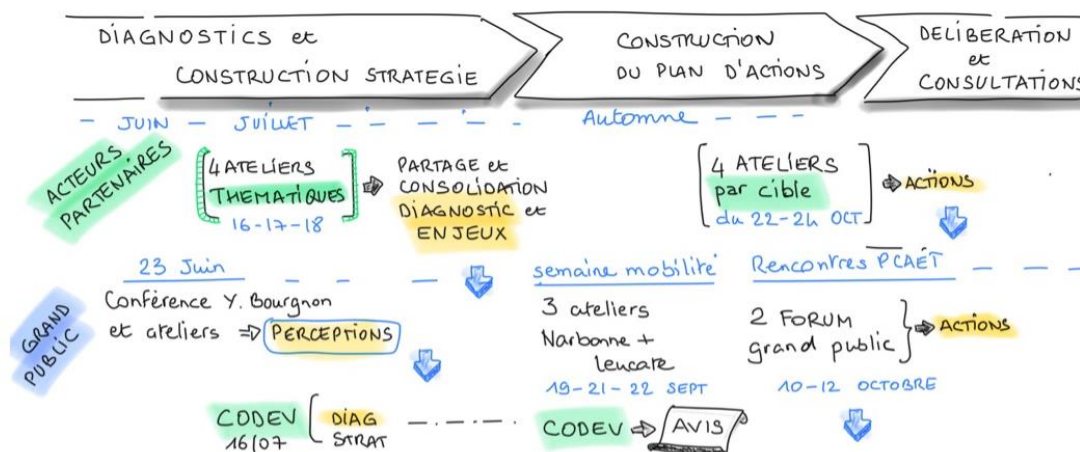 DIAGNOSTICS et
CONSTRUCTION STRATEGIE
CONSTRUCTION
DU PLAN D'ACTIONS
DELIBERATION
et
CONSULTATIONS
JUIN - JUILLET
Automne
ACTEURS
PARTENAIRES
4 ATELIERS
THEMATIQUES
16-17-18
PARTAGE et
CONSOLIDATION
DIAGNOSTIC et
ENJEUX
4 ATELIERS
par cible
du 22-24 OCT
ACTIONS
23 Juin
semaine mobilité
Rencontres PCAET
GRAND
PUBLIC
Conférence Y. Bourgnon
et ateliers => PERCEPTIONS
3 ateliers
Narbonne +
leucate
19-21-22 SEPT
2 FORUM
grand public
ACTIONS
10-12 OCTOBRE
CODEV
16/07
DIAG
STRAT
CODEV
AVIS